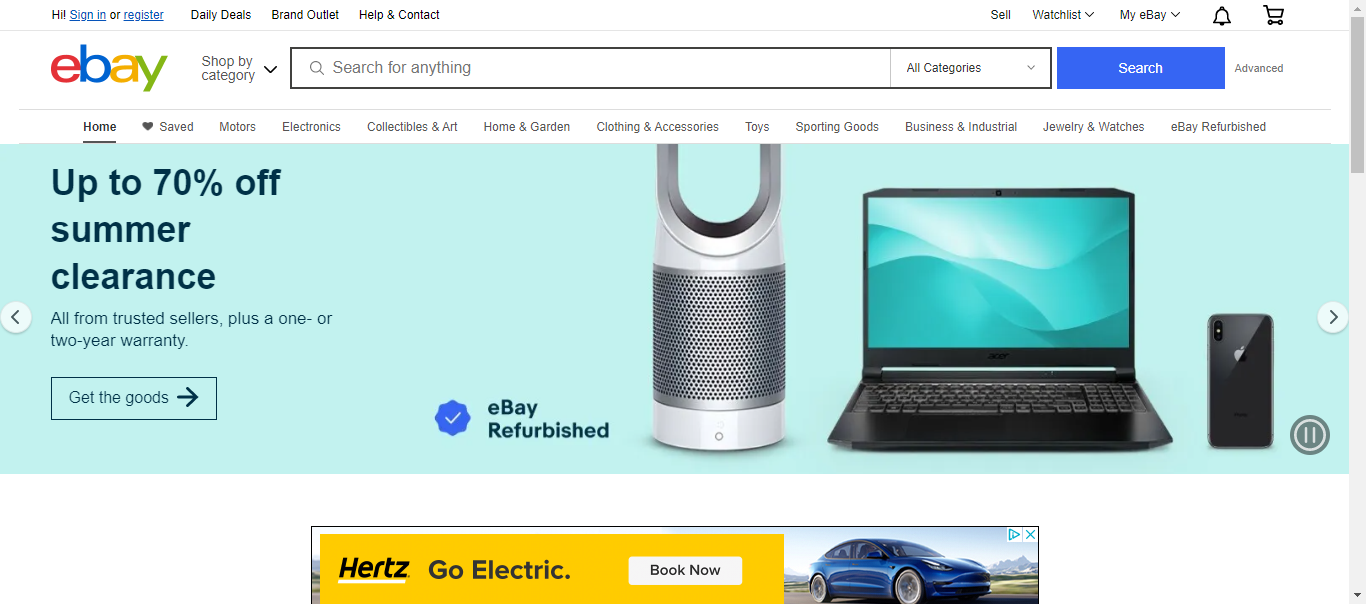 Hi! Sign in or register Daily Deals Brand Outlet Help & Contact Sell Watchlist My eBay
ebay
Shop by
category
Search for anything All Categories Search Advanced
Home Saved Motors Electronics Collectibles & Art Home & Garden Clothing & Accessories Toys Sporting Goods Business & Industrial Jewelry & Watches eBay Refurbished
Up to 70% off
summer
clearance
All from trusted sellers, plus a one- or
two-year warranty.
Get the goods
eBay
Refurbished
acer
Hertz Go Electric. Book Now